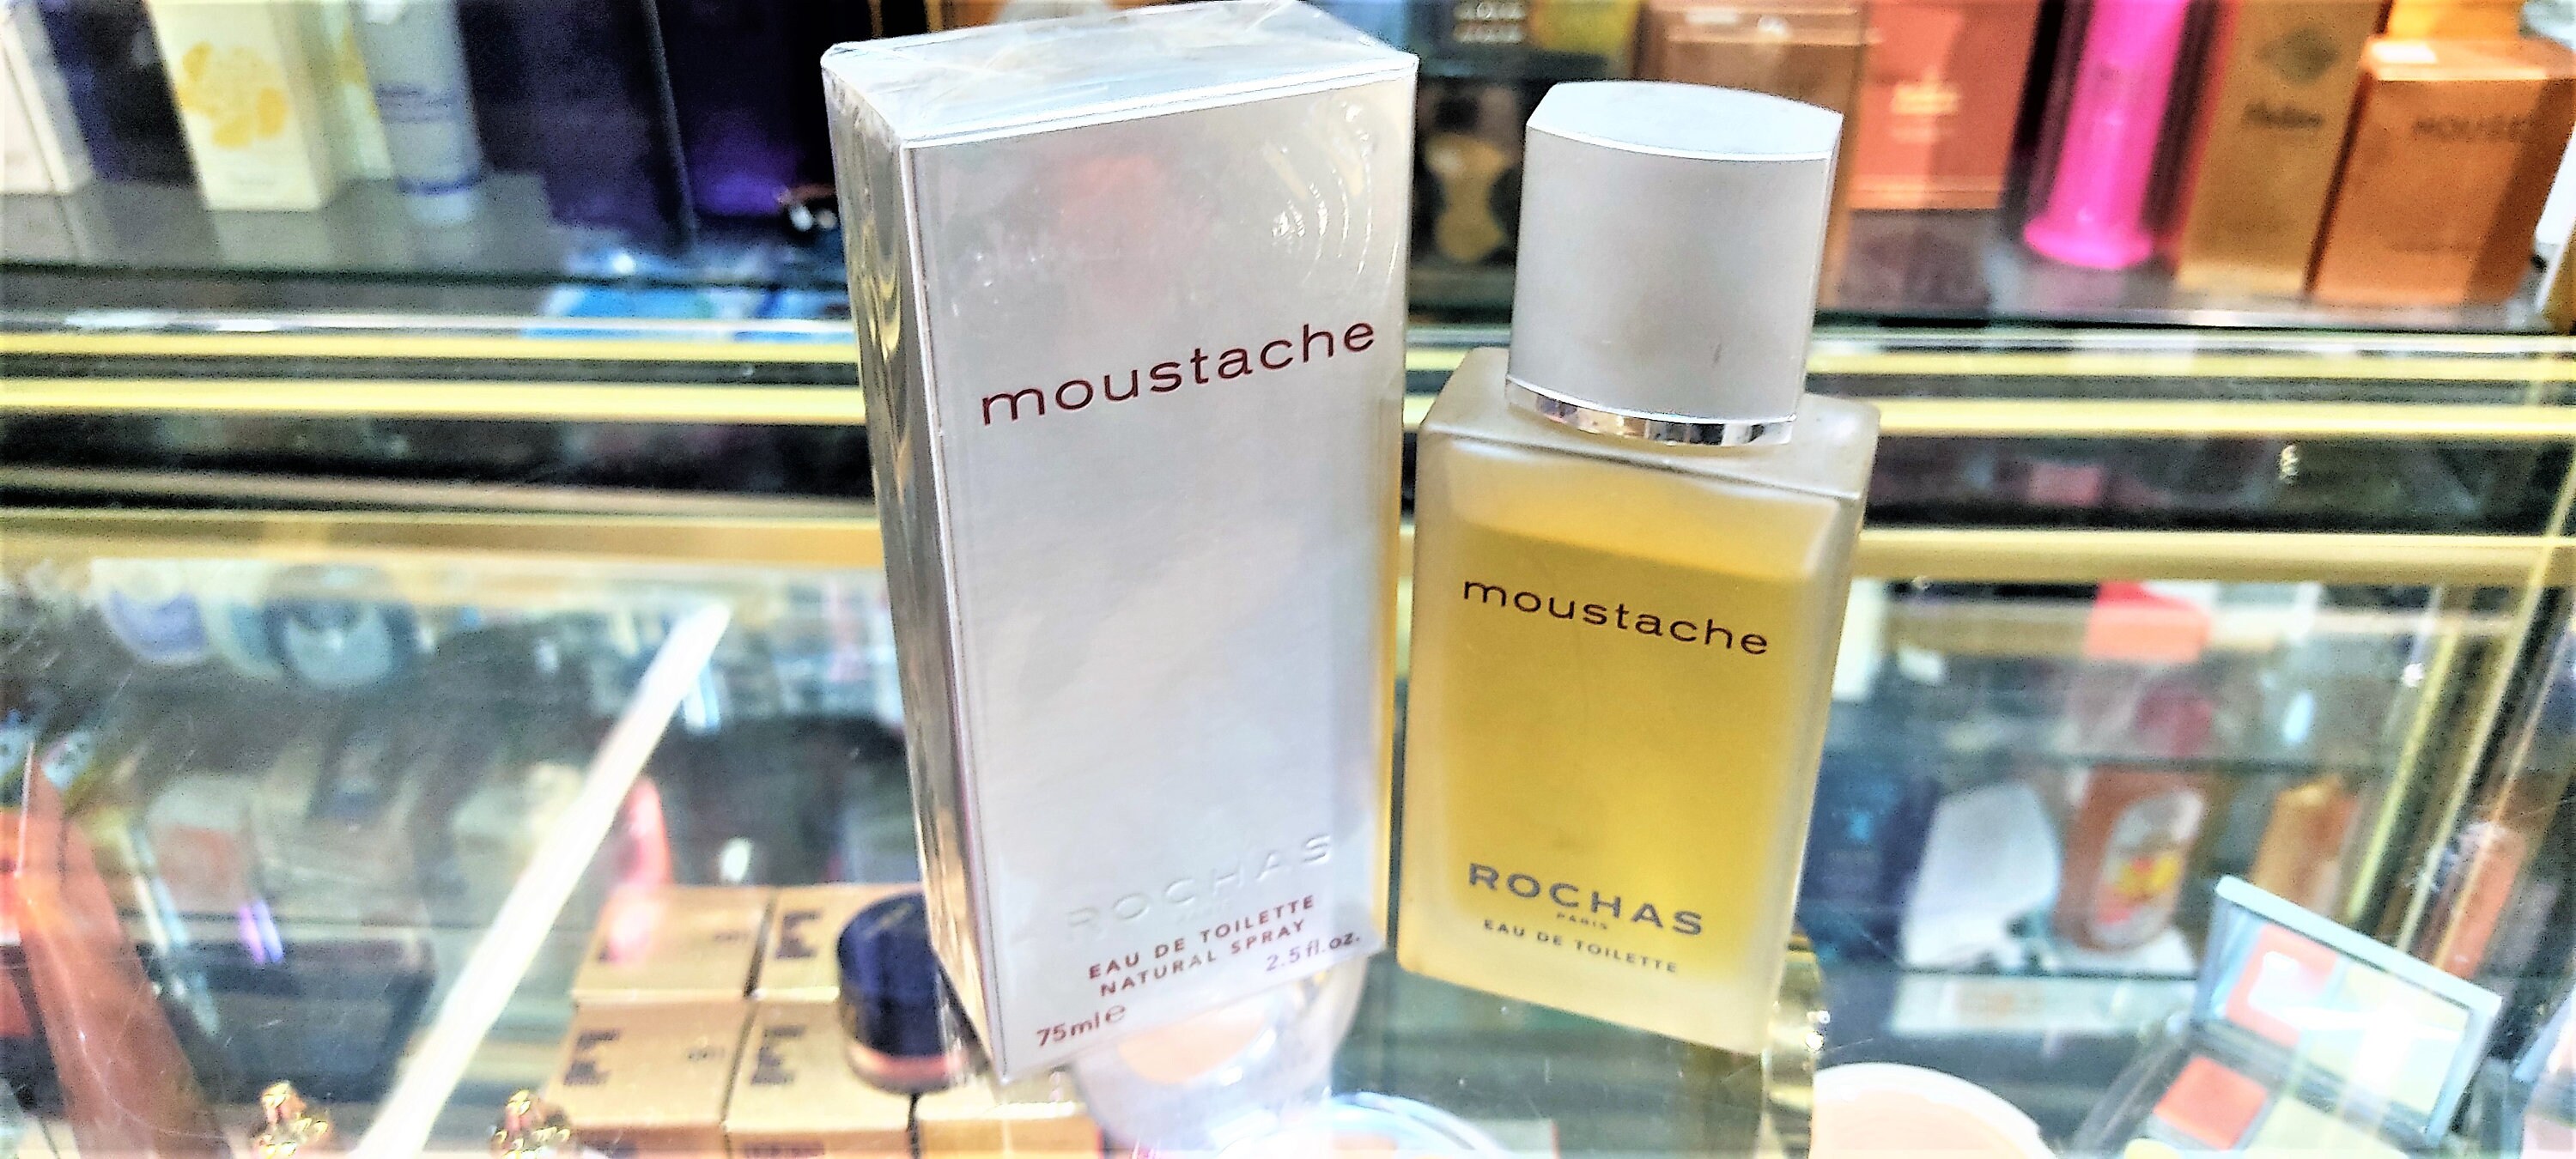 moustache
ROCHAS
EAU DE TOILETTE
NATURAL SPRAY
75ml e 2.5 fl.oz.
moustache
ROCHAS
PARIS
EAU DE TOILETTE